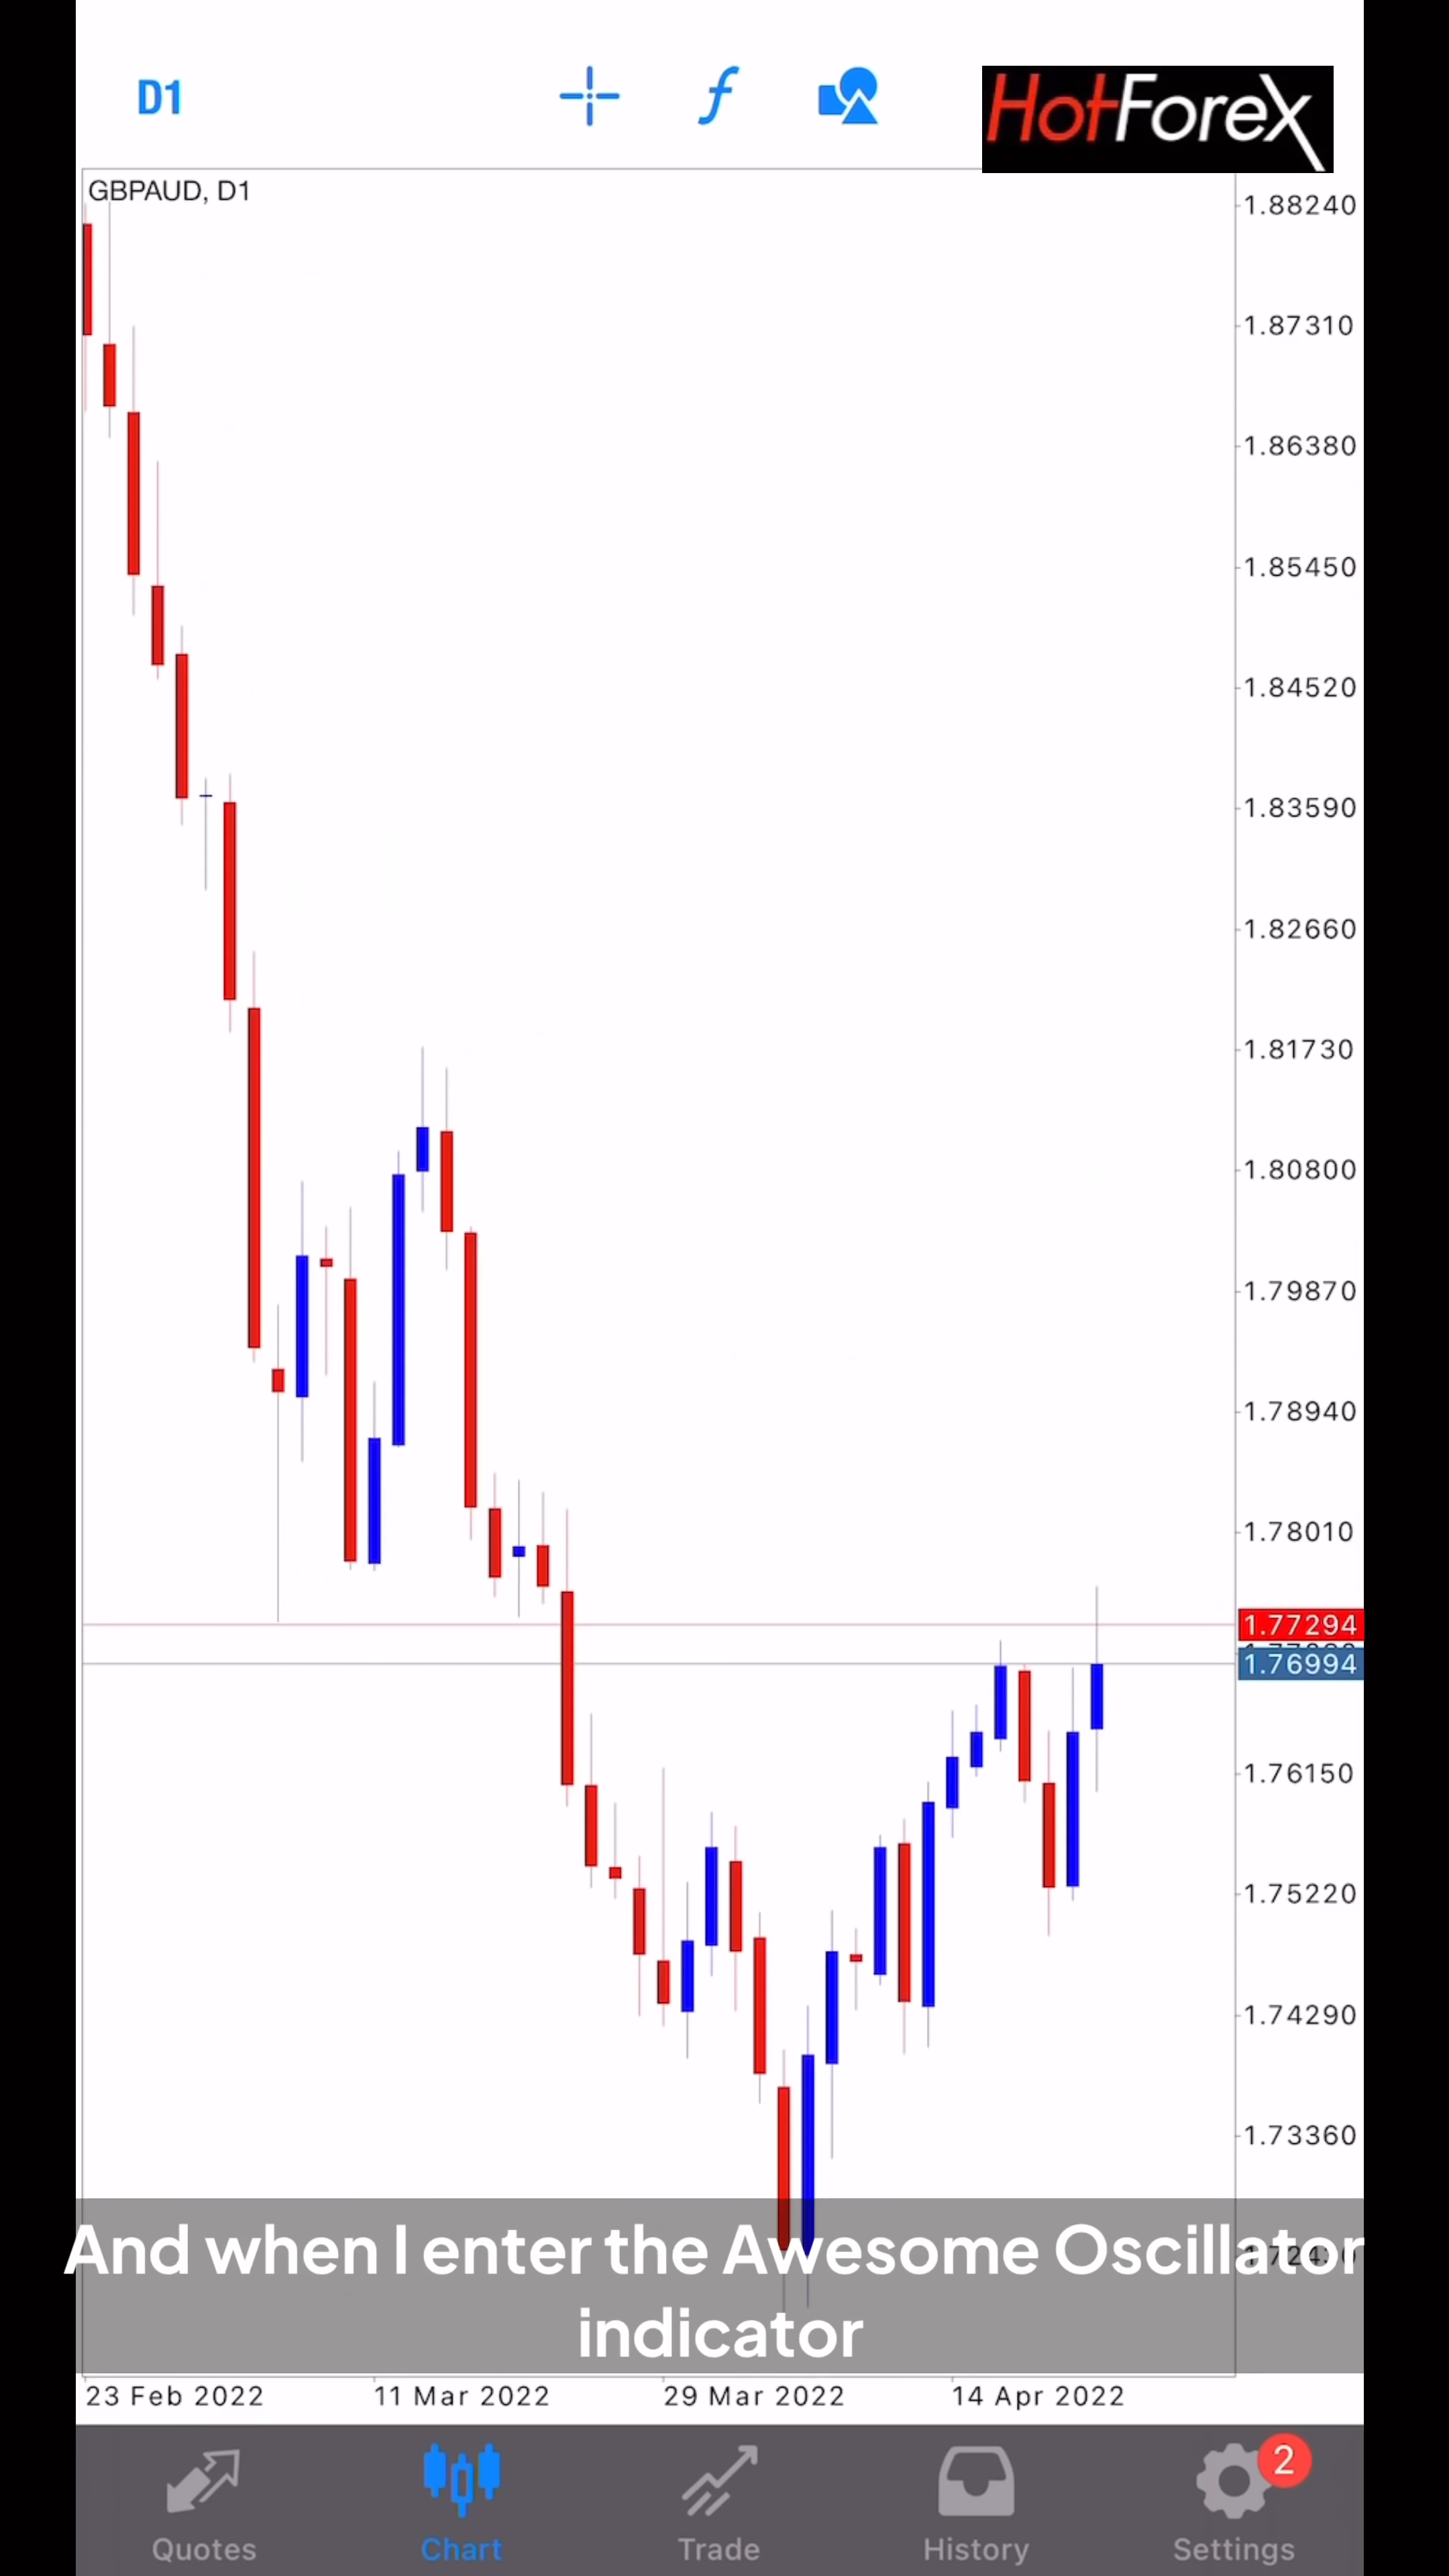 D1
HotForex
GBPAUD, D1
1.88240
1.87310
1.86380
1.85450
1.84520
1.83590
1.82660
1.81730
1.80800
1.79870
1.78940
1.78010
1.77294
1.76994
1.76150
1.75220
1.74290
1.73360
And when I enter the Awesome Oscillator
indicator
23 Feb 2022 11 Mar 2022 29 Mar 2022 14 Apr 2022
2
Quotes Chart Trade History Settings